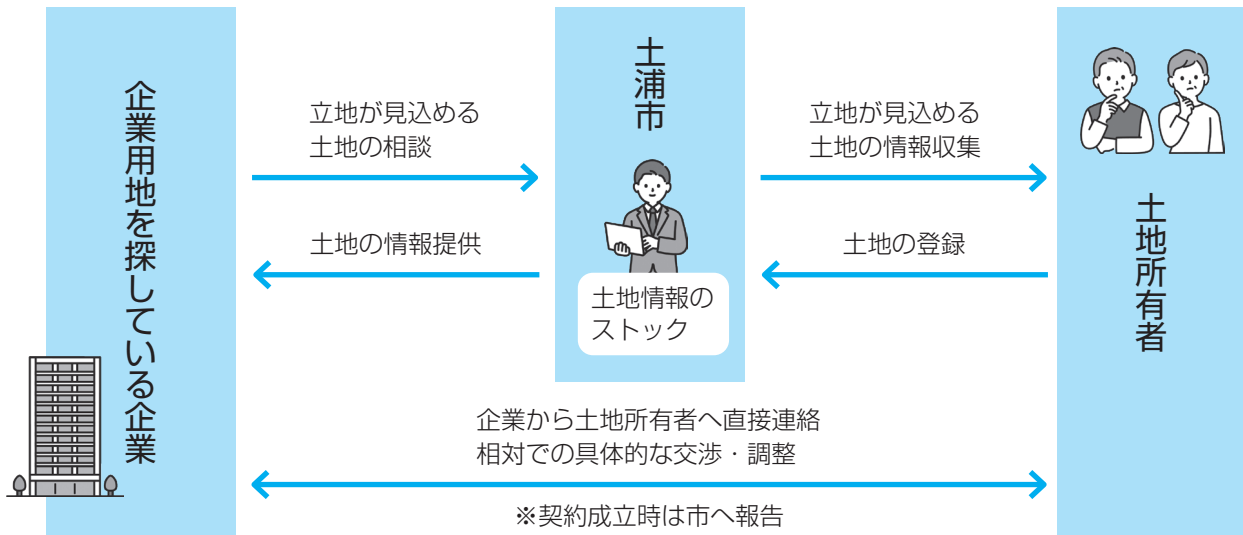 企業用地を探している企業
立地が見込める
土地の相談
土地の情報提供
土浦市
土地情報の
ストック
立地が見込める
土地の情報収集
土地の登録
土地所有者
企業から土地所有者へ直接連絡
相対での具体的な交渉・調整
※契約成立時は市へ報告